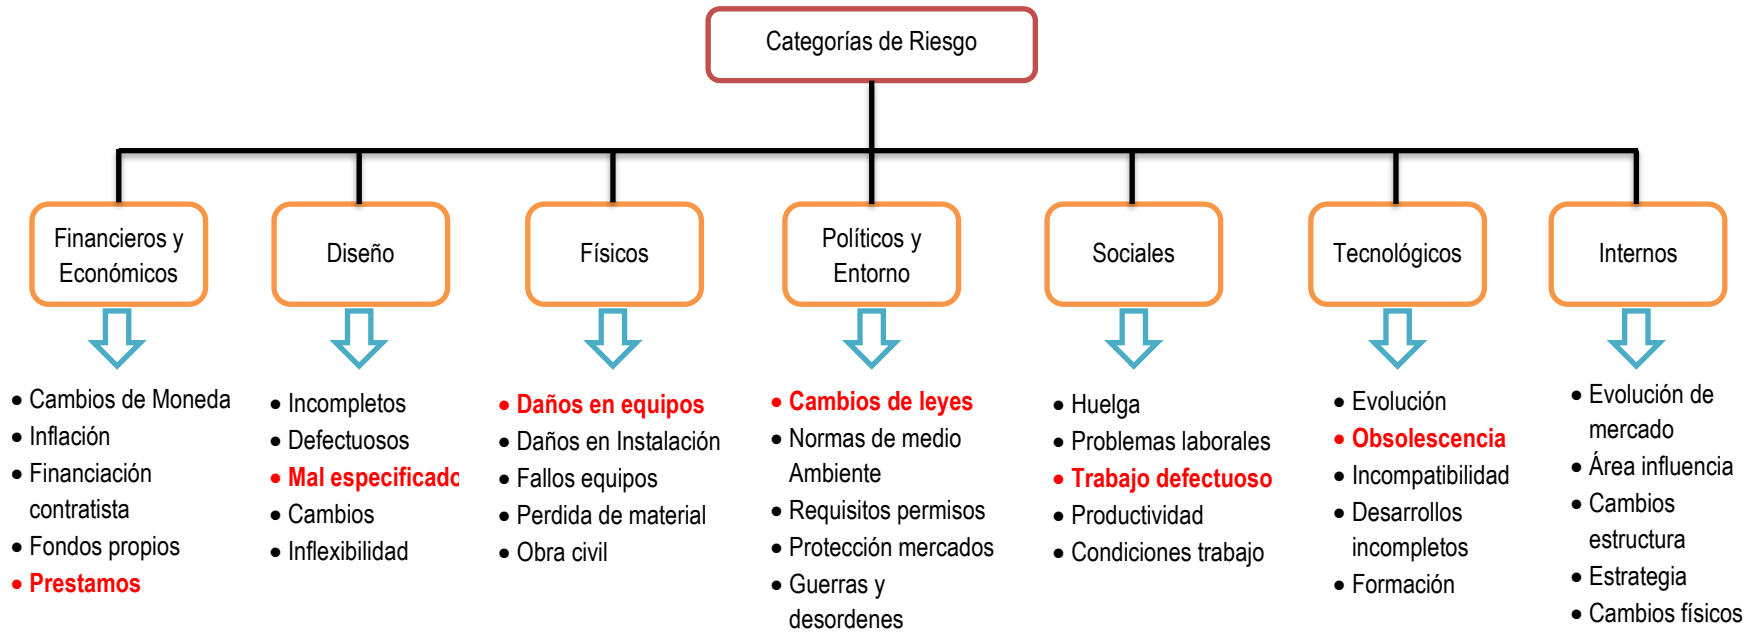 Categorías de Riesgo
Financieros y
Económicos
Diseño
Físicos
Políticos y
Entorno
Sociales
Tecnológicos
Internos
• Cambios de Moneda
• Inflación
• Financiación
contratista
• Fondos propios
• Prestamos
• Incompletos
• Defectuosos
• Mal especificado
• Cambios
• Inflexibilidad
• Daños en equipos
• Daños en Instalación
• Fallos equipos
• Perdida de material
• Obra civil
• Cambios de leyes
• Normas de medio
Ambiente
• Requisitos permisos
• Protección mercados
• Guerras y
desordenes
• Huelga
• Problemas laborales
• Trabajo defectuoso
• Productividad
• Condiciones trabajo
• Evolución
• Obsolescencia
• Incompatibilidad
• Desarrollos
incompletos
• Formación
• Evolución de
mercado
• Área influencia
• Cambios
estructura
• Estrategia
• Cambios físicos